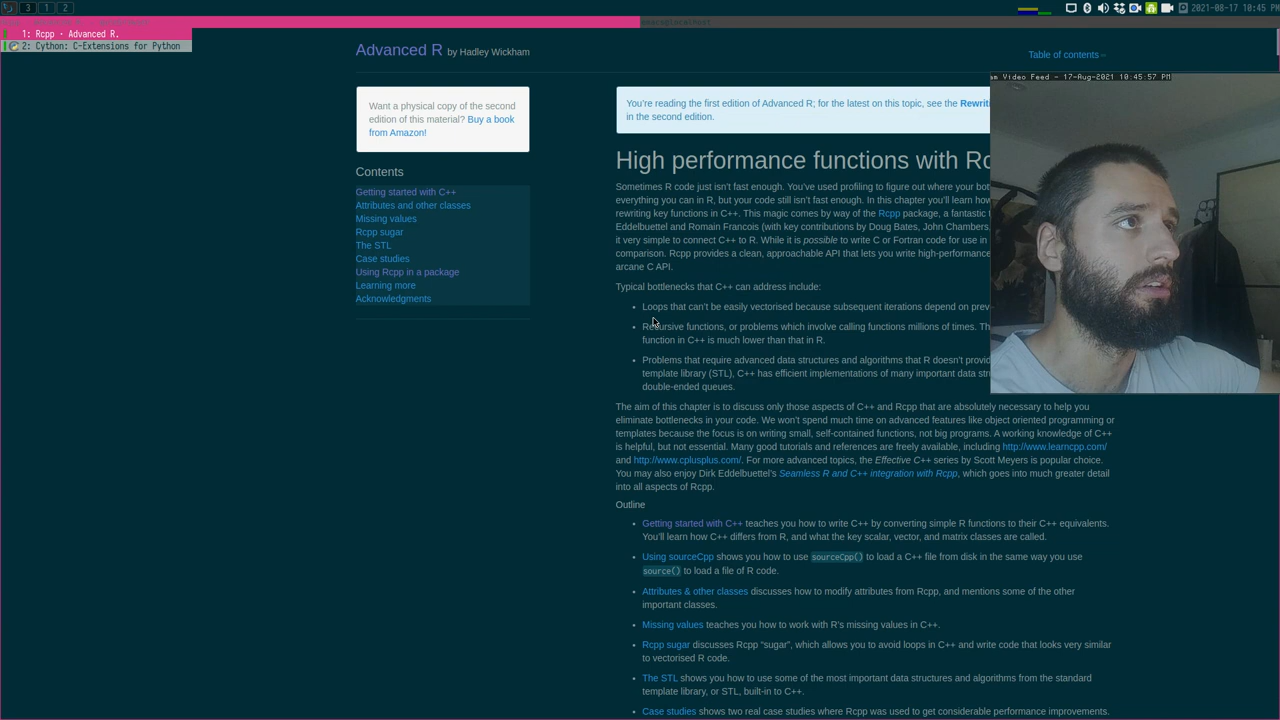 3 1 2
2021-08-17 10:45 PM
1: Rcpp · Advanced R.
2: Cython: C-Extensions for Python
Advanced R by Hadley Wickham
Table of contents
am Video Feed - 17-Aug-2021 10:45:57 PM
Want a physical copy of the second
edition of this material? Buy a book
from Amazon!
Contents
Getting started with C++
Attributes and other classes
Missing values
Rcpp sugar
The STL
Case studies
Using Rcpp in a package
Learning more
Acknowledgments
You're reading the first edition of Advanced R; for the latest on this topic, see the Rewriti
in the second edition.
High performance functions with Rc
Sometimes R code just isn't fast enough. You've used profiling to figure out where your bot
everything you can in R, but your code still isn't fast enough. In this chapter you'll learn how
rewriting key functions in C++. This magic comes by way of the Rcpp package, a fantastic t
Eddelbuettel and Romain Francois (with key contributions by Doug Bates, John Chambers,
it very simple to connect C++ to R. While it is possible to write C or Fortran code for use in
comparison. Rcpp provides a clean, approachable API that lets you write high-performance
arcane C API.
Typical bottlenecks that C++ can address include:
• Loops that can't be easily vectorised because subsequent iterations depend on prev
• Recursive functions, or problems which involve calling functions millions of times. Th
function in C++ is much lower than that in R.
• Problems that require advanced data structures and algorithms that R doesn't provid
template library (STL), C++ has efficient implementations of many important data str
double-ended queues.
The aim of this chapter is to discuss only those aspects of C++ and Rcpp that are absolutely necessary to help you
eliminate bottlenecks in your code. We won't spend much time on advanced features like object oriented programming or
templates because the focus is on writing small, self-contained functions, not big programs. A working knowledge of C++
is helpful, but not essential. Many good tutorials and references are freely available, including http://www.learncpp.com/
and http://www.cplusplus.com/. For more advanced topics, the Effective C++ series by Scott Meyers is popular choice.
You may also enjoy Dirk Eddelbuettel's Seamless R and C++ integration with Rcpp, which goes into much greater detail
into all aspects of Rcpp.
Outline
• Getting started with C++ teaches you how to write C++ by converting simple R functions to their C++ equivalents.
You'll learn how C++ differs from R, and what the key scalar, vector, and matrix classes are called.
• Using sourceCpp shows you how to use sourceCpp() to load a C++ file from disk in the same way you use
source() to load a file of R code.
• Attributes & other classes discusses how to modify attributes from Rcpp, and mentions some of the other
important classes.
• Missing values teaches you how to work with R's missing values in C++.
• Rcpp sugar discusses Rcpp “sugar”, which allows you to avoid loops in C++ and write code that looks very similar
to vectorised R code.
• The STL shows you how to use some of the most important data structures and algorithms from the standard
template library, or STL, built-in to C++.
• Case studies shows two real case studies where Rcpp was used to get considerable performance improvements.